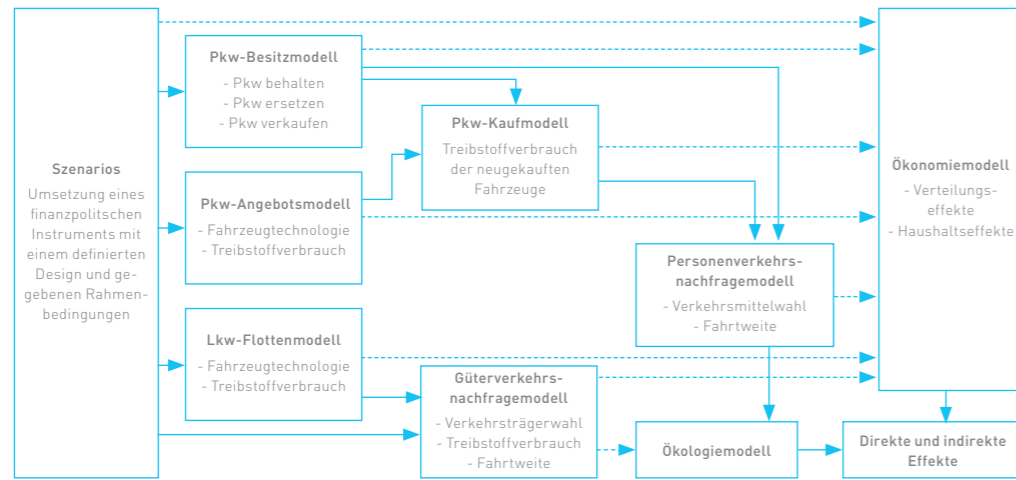 Szenarios
Umsetzung eines
finanzpolitschen
Instruments mit
einem definierten
Design und ge-
gebenen Rahmen-
bedingungen
Pkw-Besitzmodell
- Pkw behalten
- Pkw ersetzen
- Pkw verkaufen
Pkw-Angebotsmodell
- Fahrzeugtechnologie
- Treibstoffverbrauch
Lkw-Flottenmodell
- Fahrzeugtechnologie
- Treibstoffverbrauch
Pkw-Kaufmodell
Treibstoffverbrauch
der neugekauften
Fahrzeuge
Güterverkehrs-
nachfragemodell
- Verkehrsträgerwahl
- Treibstoffverbrauch
- Fahrtweite
Personenverkehrs-
nachfragemodell
- Verkehrsmittelwahl
- Fahrtweite
Ökologiemodell
Ökonomiemodell
- Verteilungs-
effekte
- Haushaltseffekte
Direkte und indirekte
Effekte